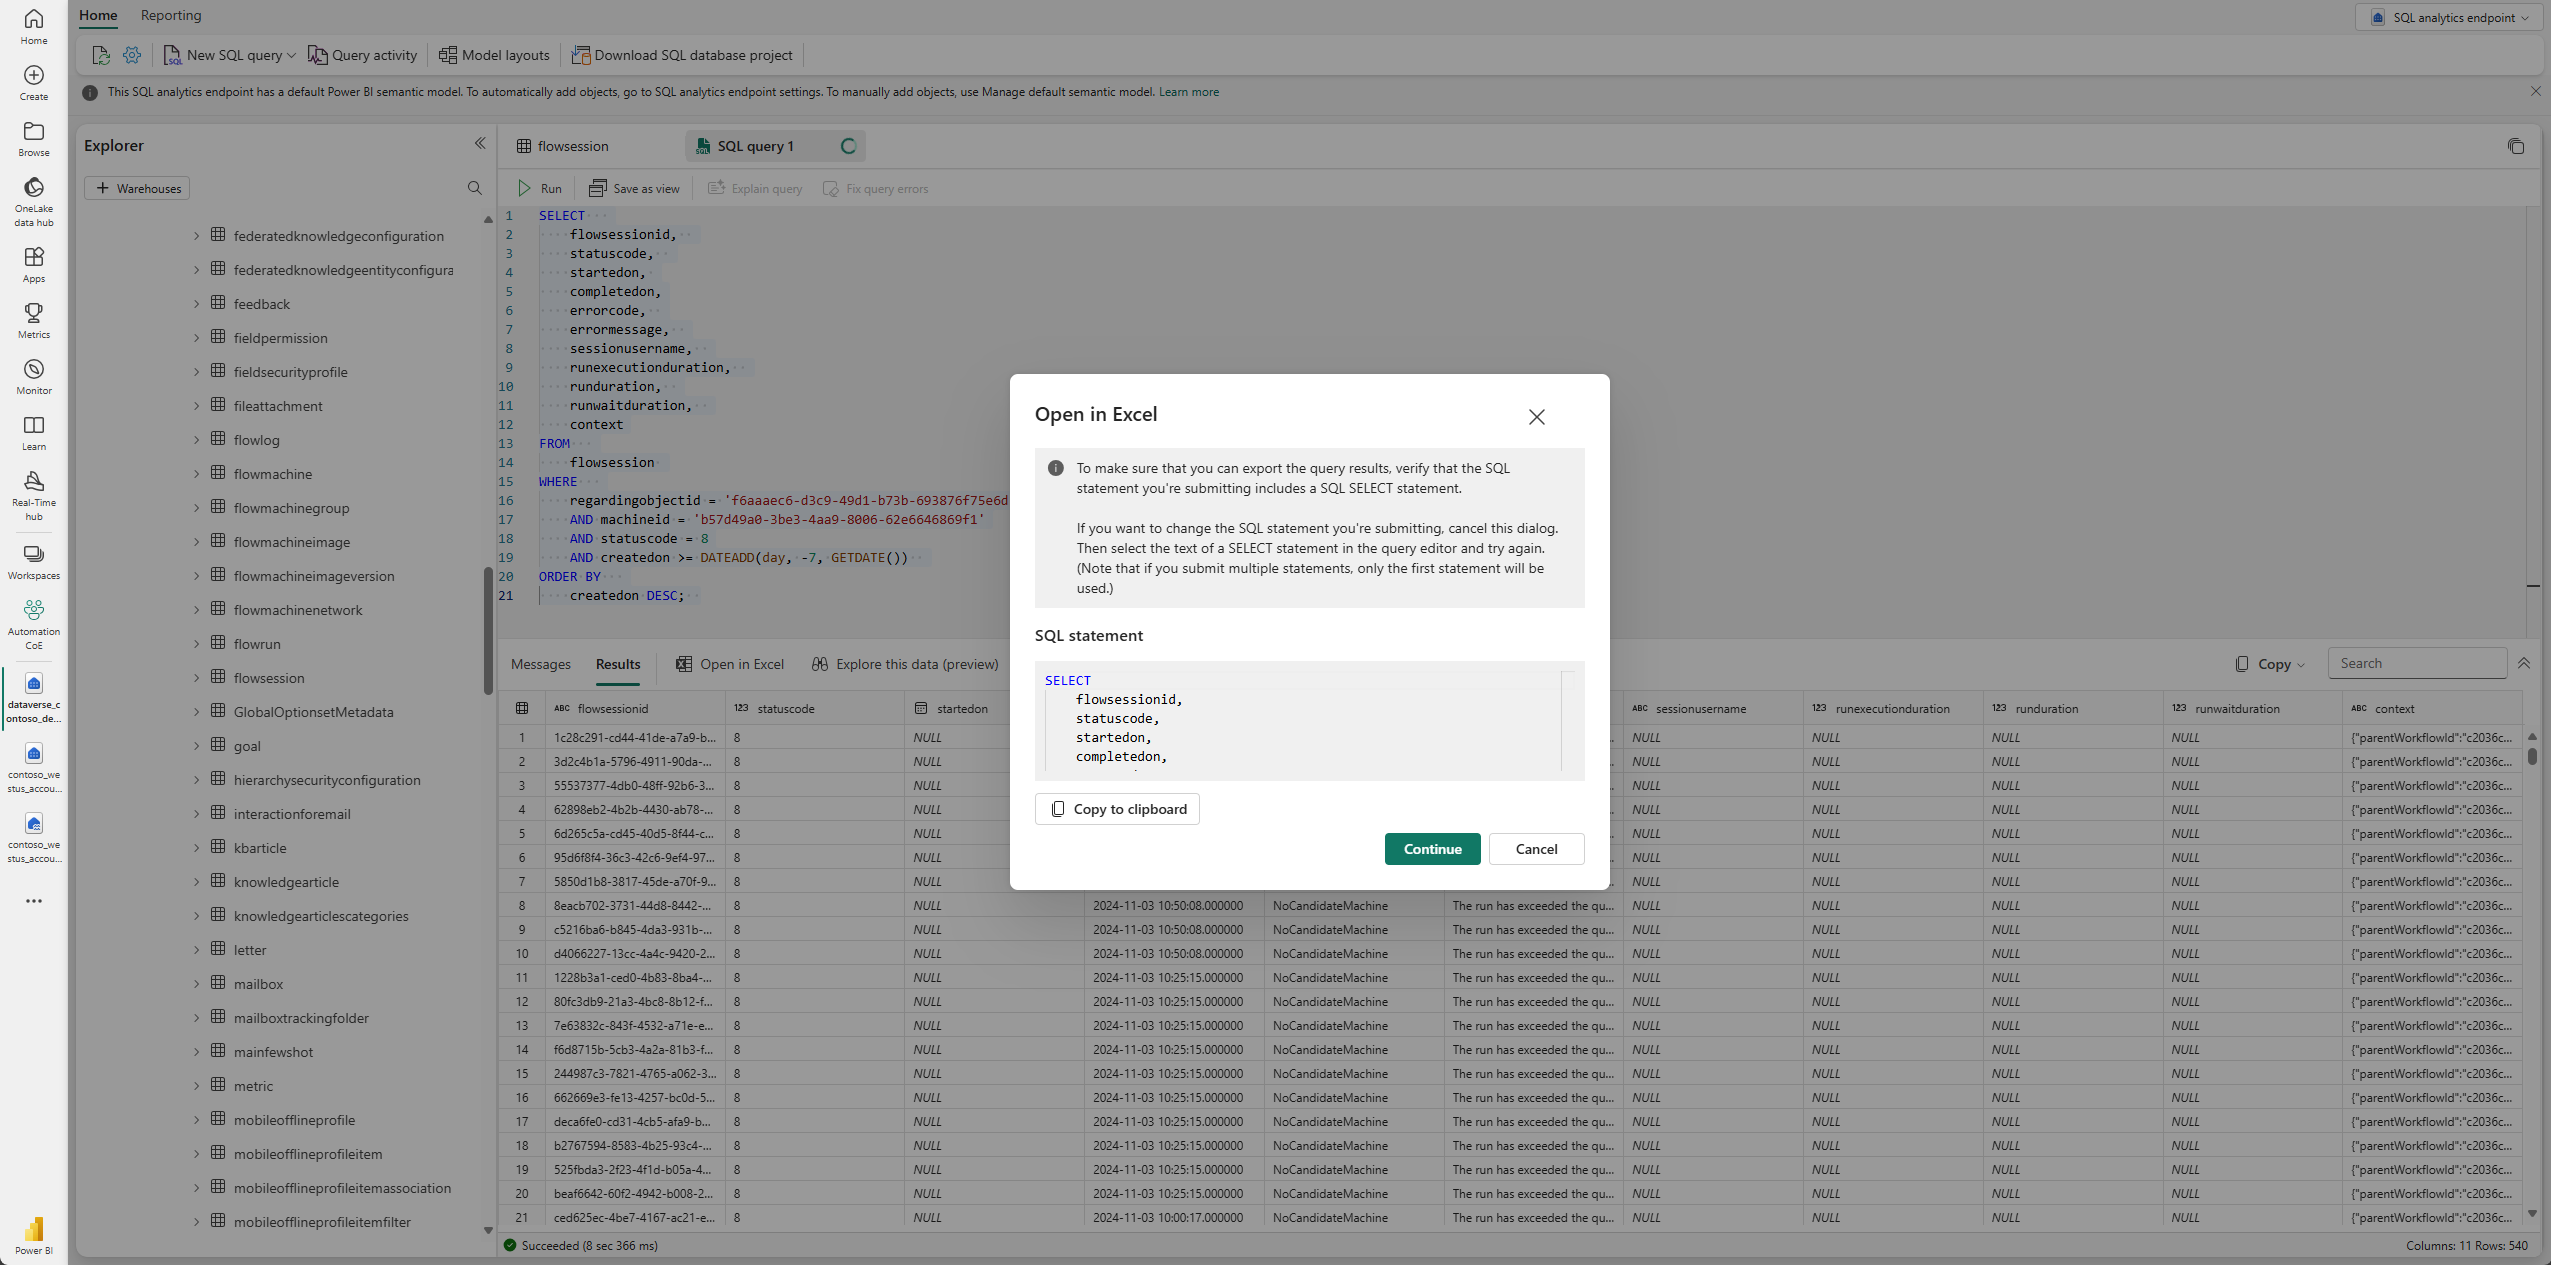 Home
Create
Browse
OneLake
data hub
Apps
Metrics
Monitor
Learn
Real-Time
hub
Workspaces
Automation
CoE
dataverse_c
ontoso_de...
contoso_we
stus_accou...
contoso_we
stus_accou...
Power BI
Home Reporting
SQL analytics endpoint
New SQL query Query activity Model layouts Download SQL database project
This SQL analytics endpoint has a default Power BI semantic model. To automatically add objects, go to SQL analytics endpoint settings. To manually add objects, use Manage default semantic model. Learn more
Explorer
+ Warehouses
federatedknowledgeconfiguration
federatedknowledgeentityconfigura
feedback
fieldpermission
fieldsecurityprofile
fileattachment
flowlog
flowmachine
flowmachinegroup
flowmachineimage
flowmachineimageversion
flowmachinenetwork
flowrun
flowsession
GlobalOptionsetMetadata
goal
hierarchysecurityconfiguration
interactionforemail
kbarticle
knowledgearticle
knowledgearticlescategories
letter
mailbox
mailboxtrackingfolder
mainfewshot
metric
mobileofflineprofile
mobileofflineprofileitem
mobileofflineprofileitemassociation
mobileofflineprofileitemfilter
flowsession SQL query 1
Run Save as view Explain query Fix query errors
1 SELECT
2 flowsessionid,
3 statuscode,
4 startedon,
5 completedon,
6 errorcode,
7 errormessage,
8 sessionusername,
9 runexecutionduration,
10 runduration,
11 runwaitduration,
12 context
13 FROM
14 flowsession
15 WHERE
16 regardingobjectid = 'f6aaaec6-d3c9-49d1-b73b-693876f75e6d
17 AND machineid = 'b57d49a0-3be3-4aa9-8006-62e6646869f1'
18 AND statuscode = 8
19 AND createdon >= DATEADD(day, -7, GETDATE())
20 ORDER BY
21 createdon DESC;
Open in Excel
To make sure that you can export the query results, verify that the SQL
statement you're submitting includes a SQL SELECT statement.
If you want to change the SQL statement you're submitting, cancel this dialog.
Then select the text of a SELECT statement in the query editor and try again.
(Note that if you submit multiple statements, only the first statement will be
used.)
SQL statement
SELECT
flowsessionid,
statuscode,
startedon,
completedon,
Copy to clipboard
Continue Cancel
Messages Results Open in Excel Explore this data (preview) Copy Search
ABC flowsessionid 123 statuscode startedon ABC sessionusername 123 runexecutionduration 123 runduration 123 runwaitduration ABC context
1 1c28c291-cd44-41de-a7a9-b... 8 NULL NULL NULL NULL NULL {"parentWorkflowId":"c2036c...
2 3d2c4b1a-5796-4911-90da-... 8 NULL NULL NULL NULL NULL {"parentWorkflowId":"c2036c...
3 55537377-4db0-48ff-92b6-3... 8 NULL NULL NULL NULL NULL {"parentWorkflowId":"c2036c...
4 62898eb2-4b2b-4430-ab78-... 8 NULL NULL NULL NULL NULL {"parentWorkflowId":"c2036c...
5 6d265c5a-cd45-40d5-8f44-c... 8 NULL NULL NULL NULL NULL {"parentWorkflowId":"c2036c...
6 95d6f8f4-36c3-42c6-9ef4-97... 8 NULL NULL NULL NULL NULL {"parentWorkflowId":"c2036c...
7 5850d1b8-3817-45de-a70f-9... 8 NULL NULL NULL NULL NULL {"parentWorkflowId":"c2036c...
8 8eacb702-3731-44d8-8442-... 8 NULL 2024-11-03 10:50:08.000000 NoCandidateMachine The run has exceeded the qu... NULL NULL NULL NULL {"parentWorkflowId":"c2036c...
9 c5216ba6-b845-4da3-931b-... 8 NULL 2024-11-03 10:50:08.000000 NoCandidateMachine The run has exceeded the qu... NULL NULL NULL NULL {"parentWorkflowId":"c2036c...
10 d4066227-13cc-4a4c-9420-2... 8 NULL 2024-11-03 10:50:08.000000 NoCandidateMachine The run has exceeded the qu... NULL NULL NULL NULL {"parentWorkflowId":"c2036c...
11 1228b3a1-ced0-4b83-8ba4-... 8 NULL 2024-11-03 10:25:15.000000 NoCandidateMachine The run has exceeded the qu... NULL NULL NULL NULL {"parentWorkflowId":"c2036c...
12 80fc3db9-21a3-4bc8-8b12-f... 8 NULL 2024-11-03 10:25:15.000000 NoCandidateMachine The run has exceeded the qu... NULL NULL NULL NULL {"parentWorkflowId":"c2036c...
13 7e63832c-843f-4532-a71e-e... 8 NULL 2024-11-03 10:25:15.000000 NoCandidateMachine The run has exceeded the qu... NULL NULL NULL NULL {"parentWorkflowId":"c2036c...
14 f6d8715b-5cb3-4a2a-81b3-f... 8 NULL 2024-11-03 10:25:15.000000 NoCandidateMachine The run has exceeded the qu... NULL NULL NULL NULL {"parentWorkflowId":"c2036c...
15 244987c3-7821-4765-a062-3... 8 NULL 2024-11-03 10:25:15.000000 NoCandidateMachine The run has exceeded the qu... NULL NULL NULL NULL {"parentWorkflowId":"c2036c...
16 662669e3-fe13-4257-bc0d-5... 8 NULL 2024-11-03 10:25:15.000000 NoCandidateMachine The run has exceeded the qu... NULL NULL NULL NULL {"parentWorkflowId":"c2036c...
17 deca6fe0-cd31-4cb5-afa9-b... 8 NULL 2024-11-03 10:25:15.000000 NoCandidateMachine The run has exceeded the qu... NULL NULL NULL NULL {"parentWorkflowId":"c2036c...
18 b2767594-8583-4b25-93c4-... 8 NULL 2024-11-03 10:25:15.000000 NoCandidateMachine The run has exceeded the qu... NULL NULL NULL NULL {"parentWorkflowId":"c2036c...
19 525fbda3-2f23-4f1d-b05a-4... 8 NULL 2024-11-03 10:25:15.000000 NoCandidateMachine The run has exceeded the qu... NULL NULL NULL NULL {"parentWorkflowId":"c2036c...
20 beaf6642-60f2-4942-b008-2... 8 NULL 2024-11-03 10:25:15.000000 NoCandidateMachine The run has exceeded the qu... NULL NULL NULL NULL {"parentWorkflowId":"c2036c...
21 ced625ec-4be7-4167-ac21-e... 8 NULL 2024-11-03 10:00:17.000000 NoCandidateMachine The run has exceeded the qu... NULL NULL NULL NULL {"parentWorkflowId":"c2036c...
Succeeded (8 sec 366 ms)
Columns: 11 Rows: 540